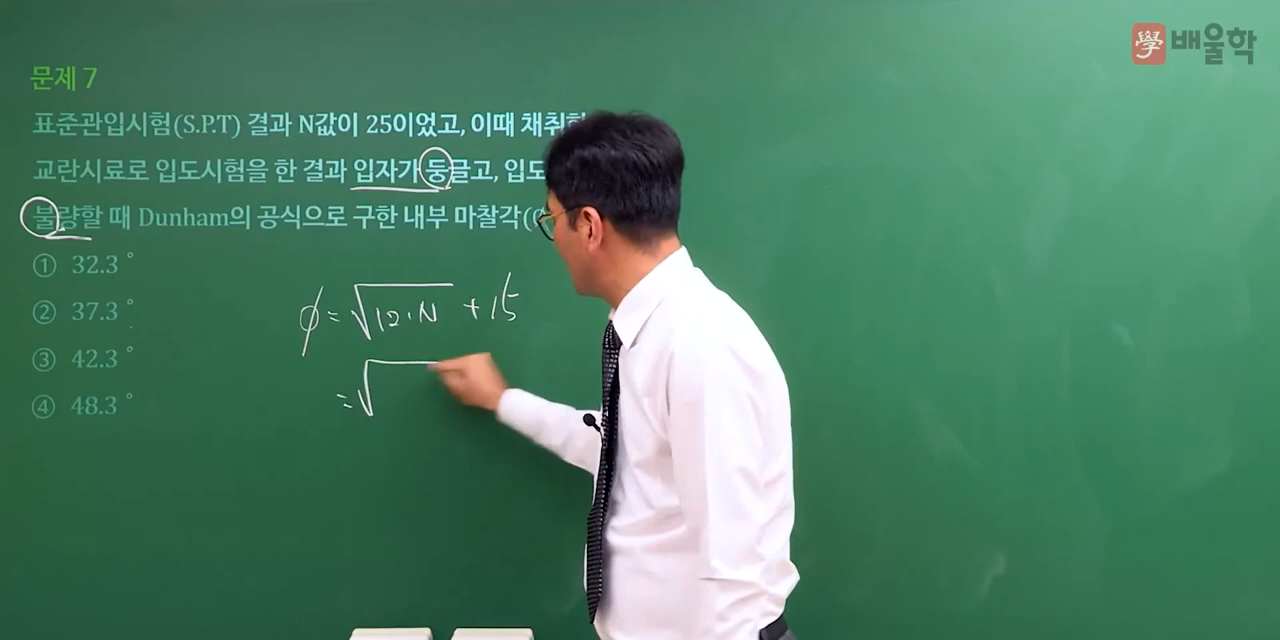 學 배울학
문제 7
표준관입시험(S.P.T) 결과 N값이 25이었고, 이때 채취한
교란시료로 입도시험을 한 결과 입자가 둥글고, 입도
불량할 때 Dunham의 공식으로 구한 내부 마찰각(
① 32.3°
② 37.3°
③ 42.3°
④ 48.3°
ϕ = √12·N + 15
= √